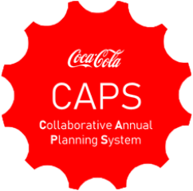 Coca-Cola
CAPS
Collaborative Annual
Planning System